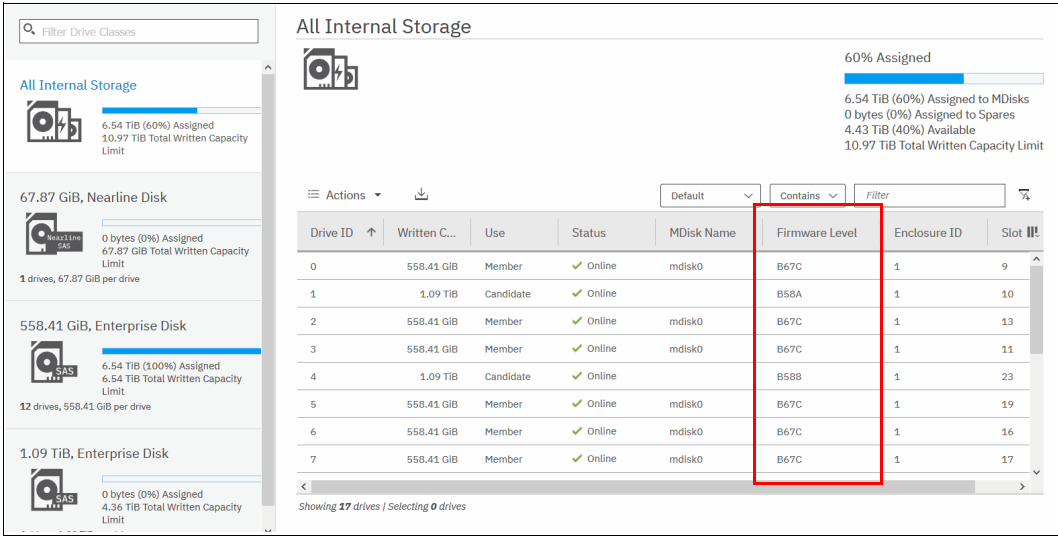 Filter Drive Classes
All Internal Storage
6.54 TiB (60%) Assigned
10.97 TiB Total Written Capacity
Limit
67.87 GiB, Nearline Disk
Nearline
SAS
0 bytes (0%) Assigned
67.87 GiB Total Written Capacity
Limit
1 drives, 67.87 GiB per drive
558.41 GiB, Enterprise Disk
SAS
6.54 TiB (100%) Assigned
6.54 TiB Total Written Capacity
Limit
12 drives, 558.41 GiB per drive
1.09 TiB, Enterprise Disk
SAS
0 bytes (0%) Assigned
4.36 TiB Total Written Capacity
Limit
All Internal Storage
60% Assigned
6.54 TiB (60%) Assigned to MDisks
0 bytes (0%) Assigned to Spares
4.43 TiB (40%) Available
10.97 TiB Total Written Capacity Limit
Actions Default Contains Filter
Drive ID Written C... Use Status MDisk Name Firmware Level Enclosure ID Slot
0 558.41 GiB Member Online mdisk0 B67C 1 9
1 1.09 TiB Candidate Online B58A 1 10
2 558.41 GiB Member Online mdisk0 B67C 1 13
3 558.41 GiB Member Online mdisk0 B67C 1 11
4 1.09 TiB Candidate Online B588 1 23
5 558.41 GiB Member Online mdisk0 B67C 1 19
6 558.41 GiB Member Online mdisk0 B67C 1 16
7 558.41 GiB Member Online mdisk0 B67C 1 17
Showing 17 drives | Selecting 0 drives